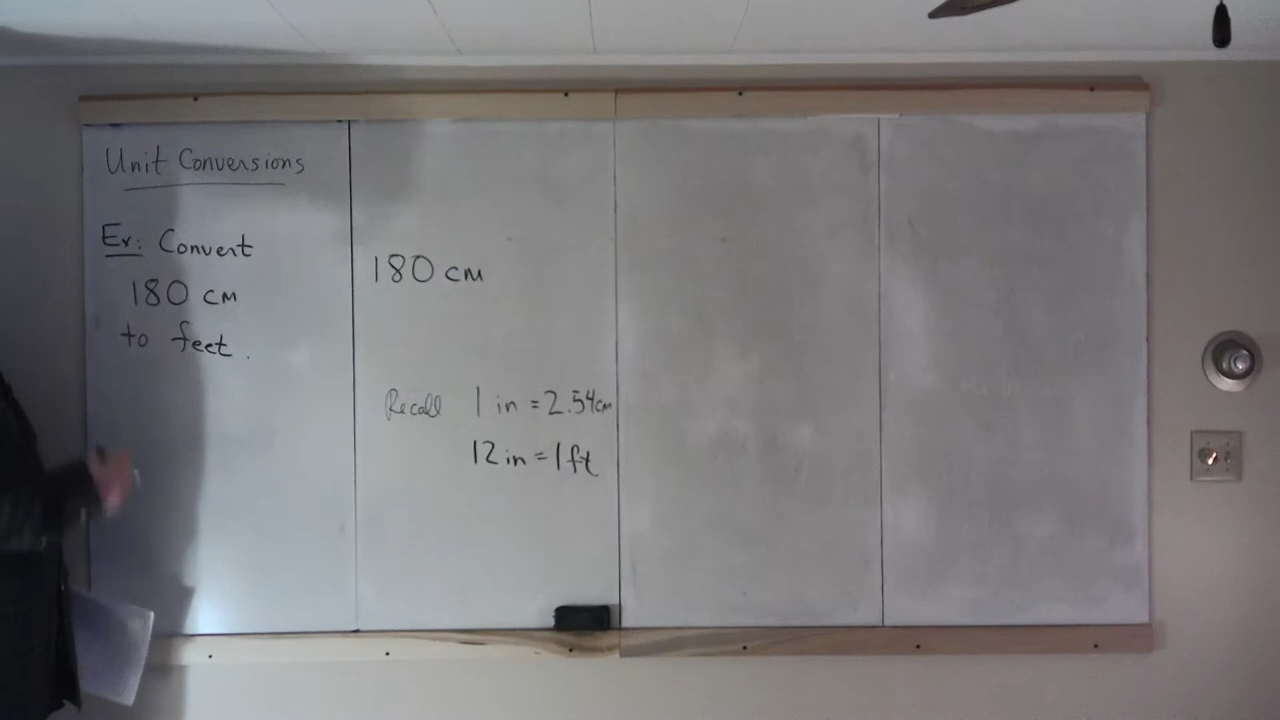 Unit Conversions
Ex: Convert
180 cm
to feet.
180 cm
Recall 1 in = 2.54cm
12 in = 1 ft